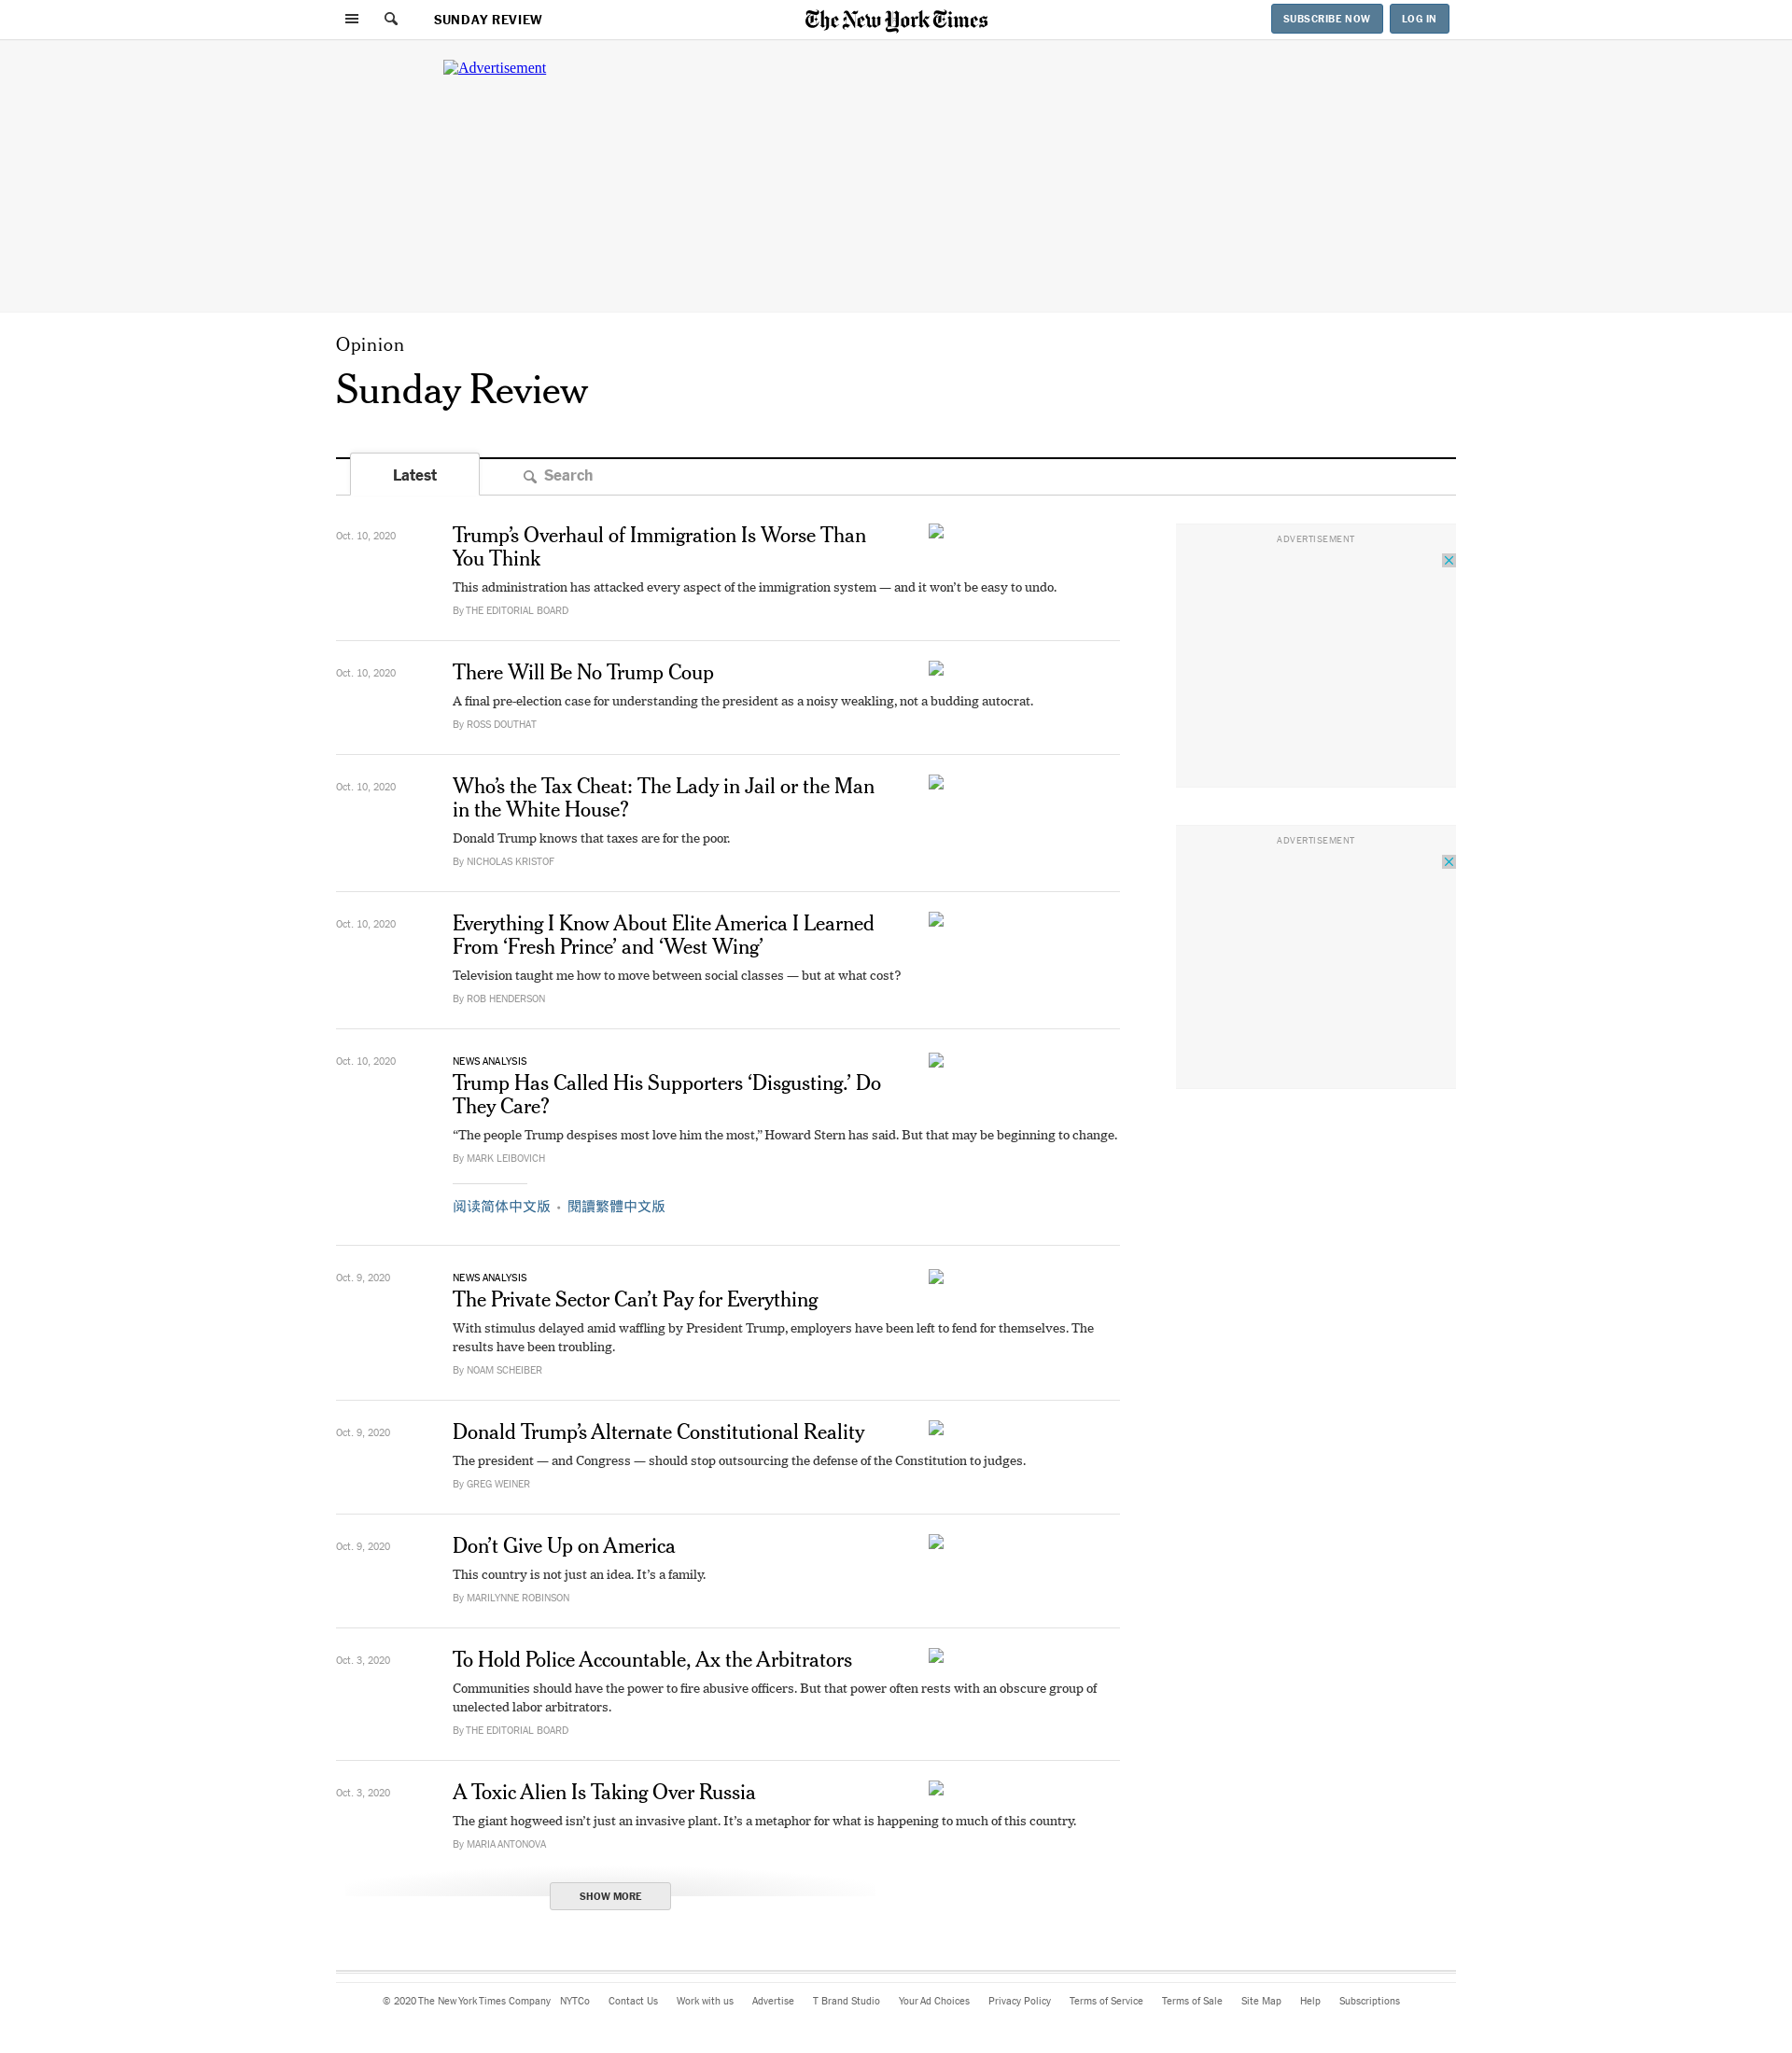 SUNDAY REVIEW
The New York Times
SUBSCRIBE NOW
LOG IN
Advertisement
Opinion
Sunday Review
Latest
Search
Oct. 10, 2020
Trump’s Overhaul of Immigration Is Worse Than
You Think
This administration has attacked every aspect of the immigration system — and it won’t be easy to undo.
By THE EDITORIAL BOARD
ADVERTISEMENT
Oct. 10, 2020
There Will Be No Trump Coup
A final pre-election case for understanding the president as a noisy weakling, not a budding autocrat.
By ROSS DOUTHAT
Oct. 10, 2020
Who’s the Tax Cheat: The Lady in Jail or the Man
in the White House?
Donald Trump knows that taxes are for the poor.
By NICHOLAS KRISTOF
ADVERTISEMENT
Oct. 10, 2020
Everything I Know About Elite America I Learned
From ‘Fresh Prince’ and ‘West Wing’
Television taught me how to move between social classes — but at what cost?
By ROB HENDERSON
Oct. 10, 2020
NEWS ANALYSIS
Trump Has Called His Supporters ‘Disgusting.’ Do
They Care?
“The people Trump despises most love him the most,” Howard Stern has said. But that may be beginning to change.
By MARK LEIBOVICH
阅读简体中文版 • 閱讀繁體中文版
Oct. 9, 2020
NEWS ANALYSIS
The Private Sector Can’t Pay for Everything
With stimulus delayed amid waffling by President Trump, employers have been left to fend for themselves. The
results have been troubling.
By NOAM SCHEIBER
Oct. 9, 2020
Donald Trump’s Alternate Constitutional Reality
The president — and Congress — should stop outsourcing the defense of the Constitution to judges.
By GREG WEINER
Oct. 9, 2020
Don’t Give Up on America
This country is not just an idea. It’s a family.
By MARILYNNE ROBINSON
Oct. 3, 2020
To Hold Police Accountable, Ax the Arbitrators
Communities should have the power to fire abusive officers. But that power often rests with an obscure group of
unelected labor arbitrators.
By THE EDITORIAL BOARD
Oct. 3, 2020
A Toxic Alien Is Taking Over Russia
The giant hogweed isn’t just an invasive plant. It’s a metaphor for what is happening to much of this country.
By MARIA ANTONOVA
SHOW MORE
© 2020 The New York Times Company NYTCo Contact Us Work with us Advertise T Brand Studio Your Ad Choices Privacy Policy Terms of Service Terms of Sale Site Map Help Subscriptions